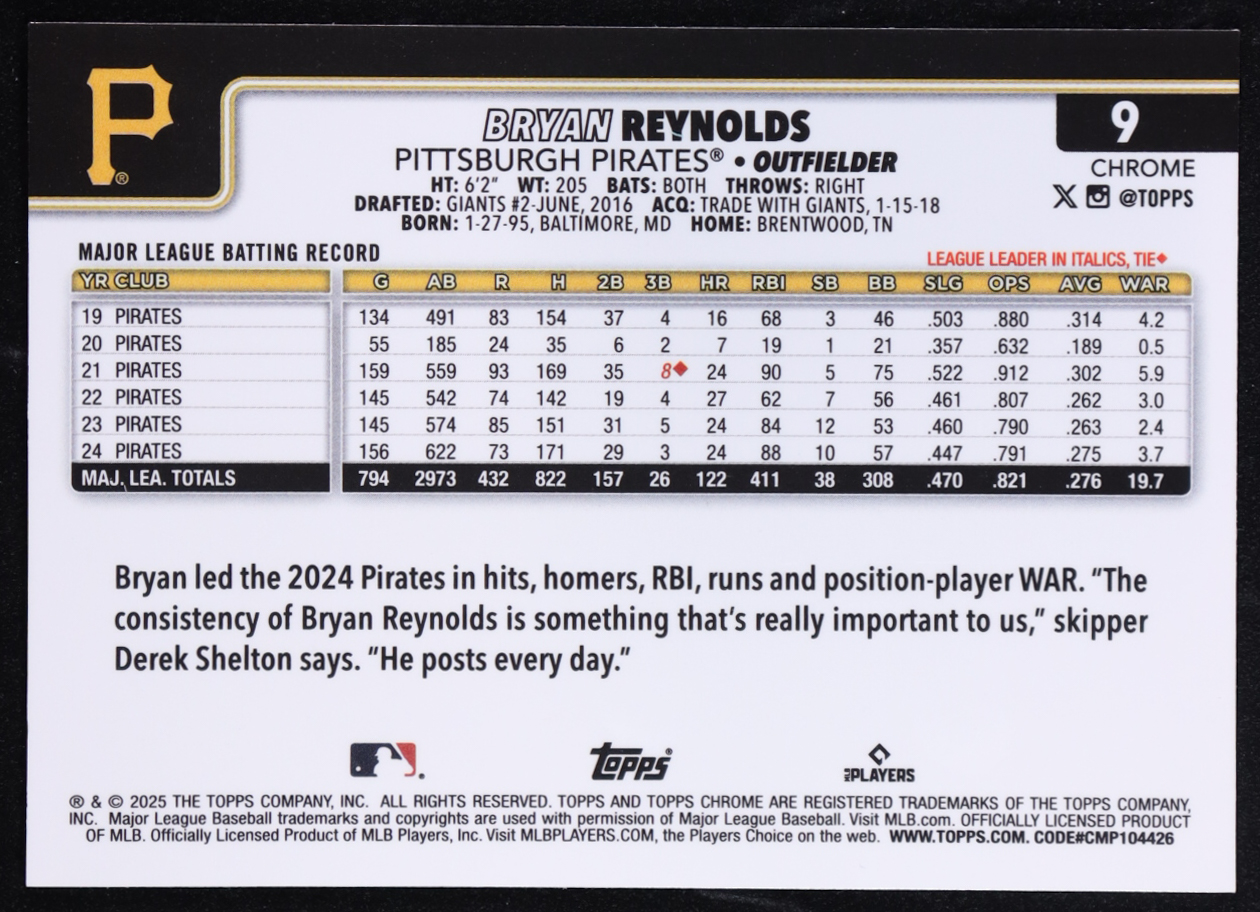 P®
BRYAN REYNOLDS
9
PITTSBURGH PIRATES® • OUTFIELDER
CHROME
HT: 6'2" WT: 205 BATS: BOTH THROWS: RIGHT
@TOPPS
DRAFTED: GIANTS #2-JUNE, 2016 ACQ: TRADE WITH GIANTS, 1-15-18
BORN: 1-27-95, BALTIMORE, MD HOME: BRENTWOOD, TN
MAJOR LEAGUE BATTING RECORD
LEAGUE LEADER IN ITALICS, TIE♦
YR CLUB G AB R H 2B 3B HR RBI SB BB SLG OPS AVG WAR
19 PIRATES 134 491 83 154 37 4 16 68 3 46 .503 .880 .314 4.2
20 PIRATES 55 185 24 35 6 2 7 19 1 21 .357 .632 .189 0.5
21 PIRATES 159 559 93 169 35 8♦ 24 90 5 75 .522 .912 .302 5.9
22 PIRATES 145 542 74 142 19 4 27 62 7 56 .461 .807 .262 3.0
23 PIRATES 145 574 85 151 31 5 24 84 12 53 .460 .790 .263 2.4
24 PIRATES 156 622 73 171 29 3 24 88 10 57 .447 .791 .275 3.7
MAJ. LEA. TOTALS 794 2973 432 822 157 26 122 411 38 308 .470 .821 .276 19.7
Bryan led the 2024 Pirates in hits, homers, RBI, runs and position-player WAR. "The
consistency of Bryan Reynolds is something that's really important to us," skipper
Derek Shelton says. "He posts every day."
TOPPS®
MLB PLAYERS
® & © 2025 THE TOPPS COMPANY, INC. ALL RIGHTS RESERVED. TOPPS AND TOPPS CHROME ARE REGISTERED TRADEMARKS OF THE TOPPS COMPANY,
INC. Major League Baseball trademarks and copyrights are used with permission of Major League Baseball. Visit MLB.com. OFFICIALLY LICENSED PRODUCT
OF MLB. Officially Licensed Product of MLB Players, Inc. Visit MLBPLAYERS.COM, the Players Choice on the web. WWW.TOPPS.COM. CODE#CMP104426